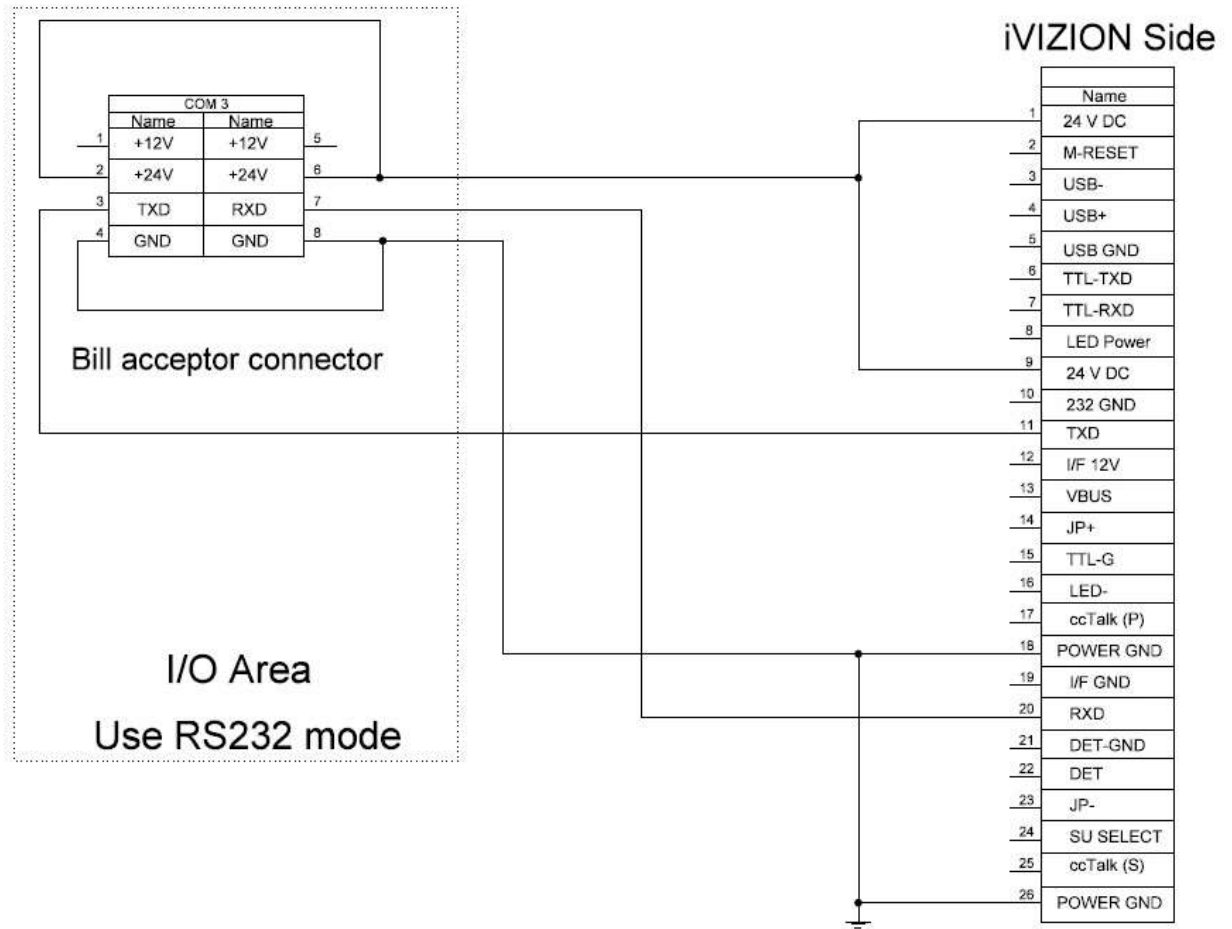 iVIZION Side
COM 3
Name Name
1 +12V +12V 5
2 +24V +24V 6
3 TXD RXD 7
4 GND GND 8
Bill acceptor connector
I/O Area
Use RS232 mode
Name
1 24 V DC
2 M-RESET
3 USB-
4 USB+
5 USB GND
6 TTL-TXD
7 TTL-RXD
8 LED Power
9 24 V DC
10 232 GND
11 TXD
12 I/F 12V
13 VBUS
14 JP+
15 TTL-G
16 LED-
17 ccTalk (P)
18 POWER GND
19 I/F GND
20 RXD
21 DET-GND
22 DET
23 JP-
24 SU SELECT
25 ccTalk (S)
26 POWER GND